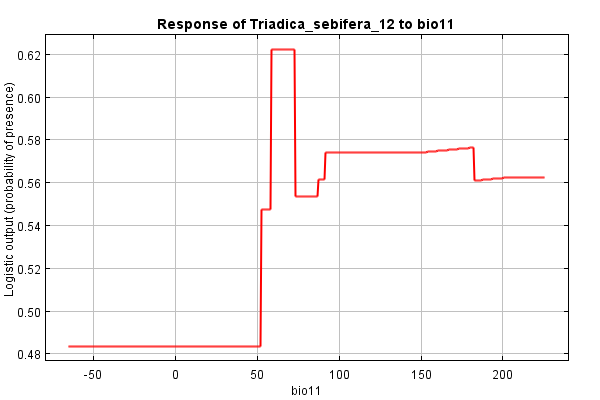 Response of Triadica_sebifera_12 to bio11
Logistic output (probability of presence)
0.62
0.60
0.58
0.56
0.54
0.52
0.50
0.48
-50 0 50 100 150 200
bio11